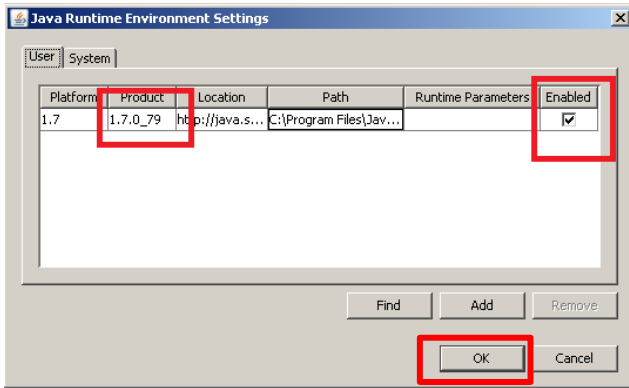 Java Runtime Environment Settings
User System
Platform Product Location Path Runtime Parameters Enabled
1.7 1.7.0_79 http://java.s... C:\Program Files\Jav...
Find Add Remove
OK Cancel